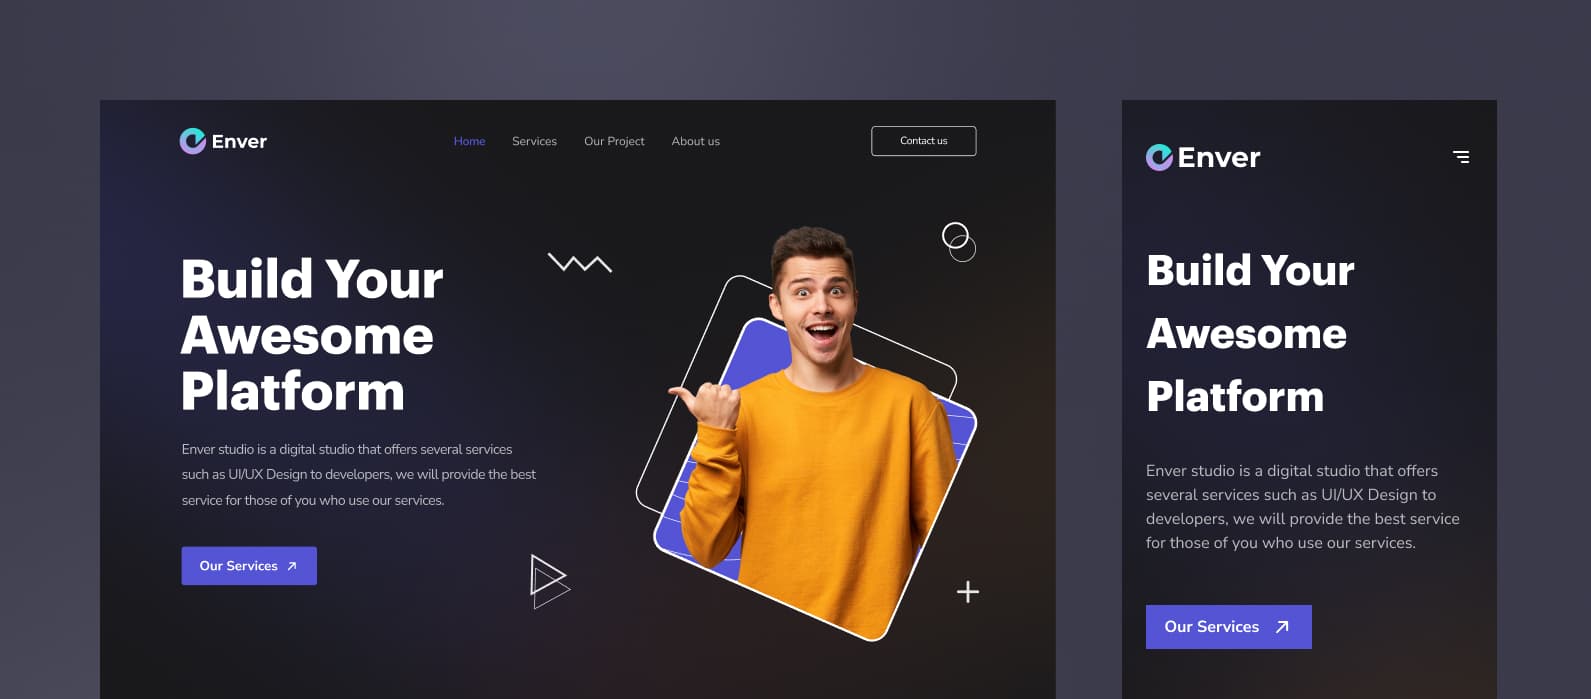 Enver
Home Services Our Project About us
Contact us
Build Your
Awesome
Platform
Enver studio is a digital studio that offers several services
such as UI/UX Design to developers, we will provide the best
service for those of you who use our services.
Our Services
Enver
Build Your
Awesome
Platform
Enver studio is a digital studio that offers
several services such as UI/UX Design to
developers, we will provide the best service
for those of you who use our services.
Our Services